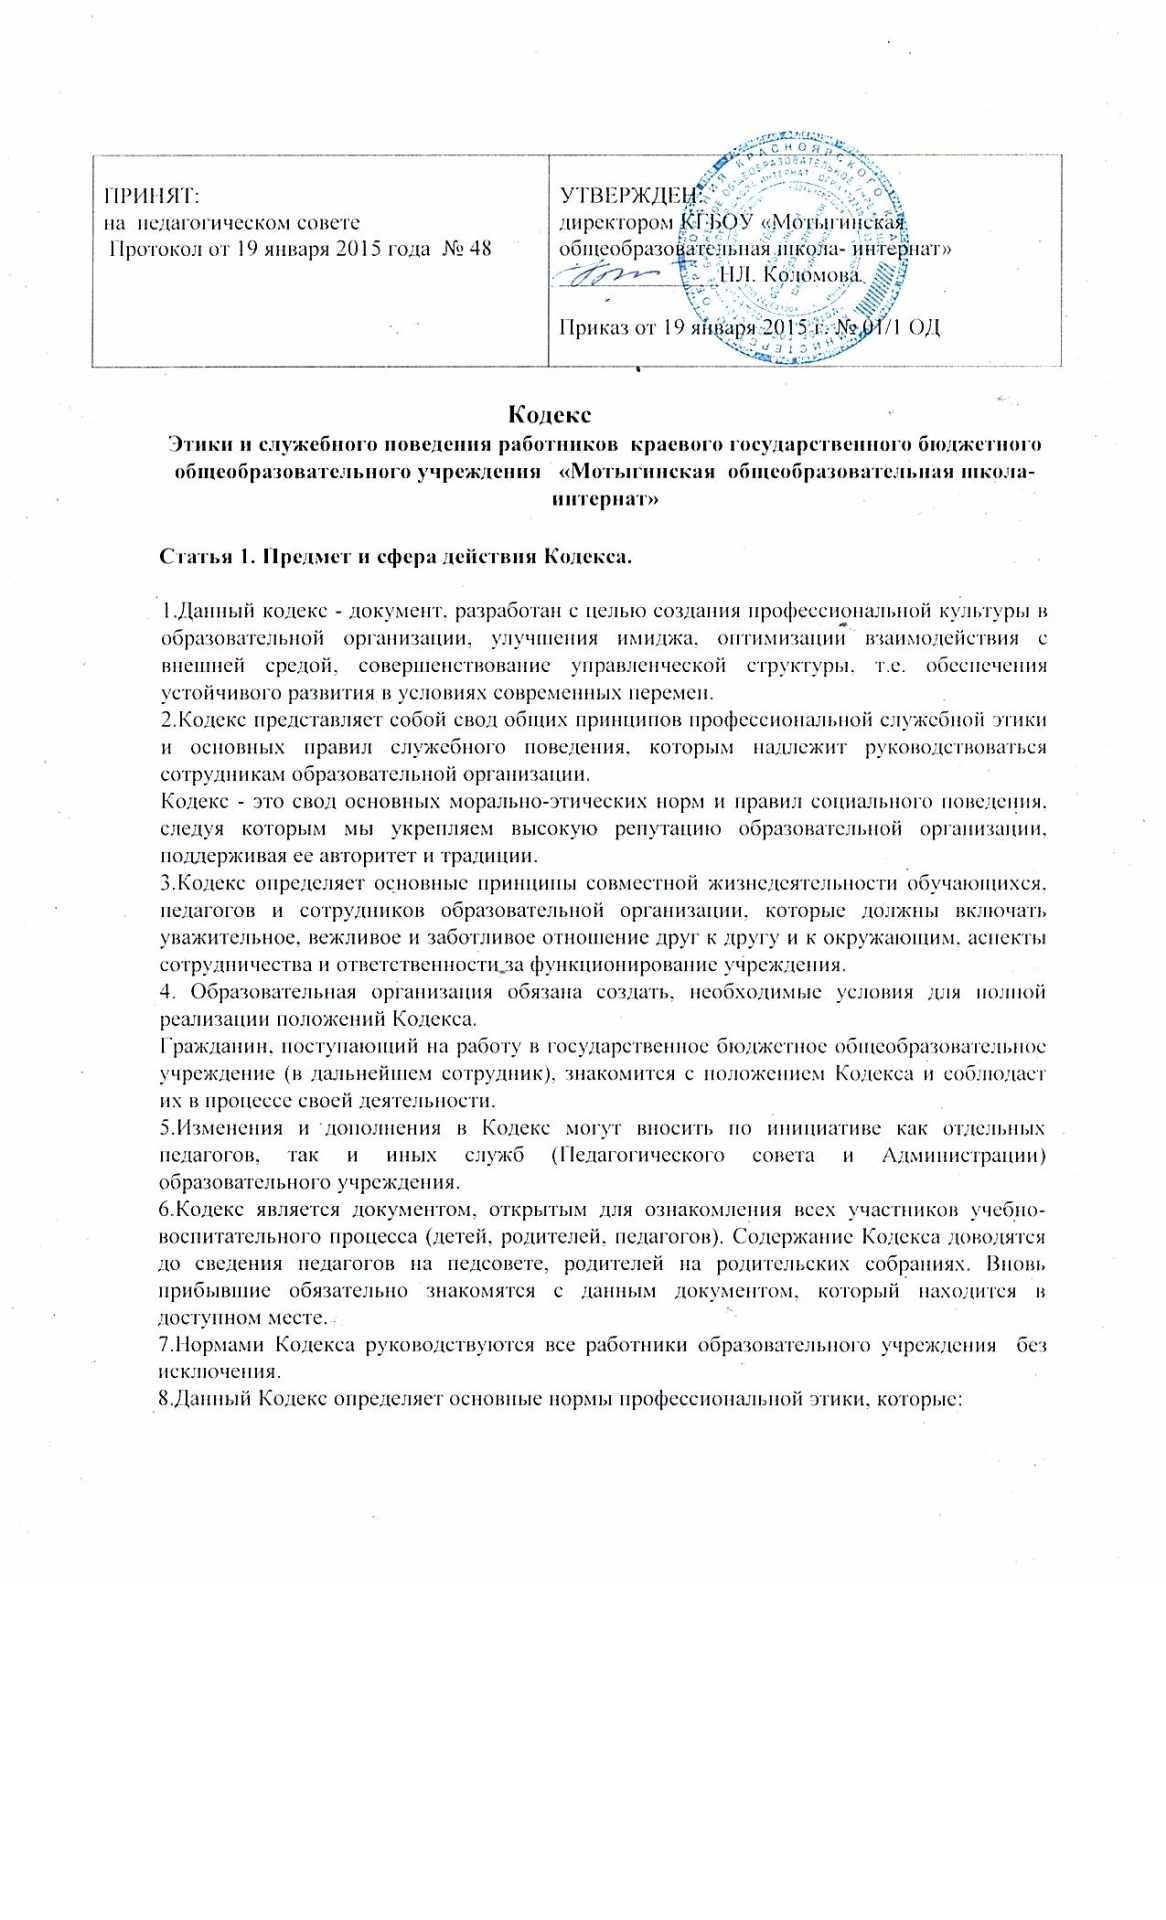 ПРИНЯТ:
на педагогическом совете
Протокол от 19 января 2015 года № 48
УТВЕРЖДЕН:
директором КГБОУ «Мотыгинская
общеобразовательная школа- интернат»
Н.Л. Коломова.
Приказ от 19 января 2015 г. № 01/1 ОД
Кодекс
Этики и служебного поведения работников краевого государственного бюджетного
общеобразовательного учреждения «Мотыгинская общеобразовательная школа-
интернат»
Статья 1. Предмет и сфера действия Кодекса.
1.Данный кодекс - документ, разработан с целью создания профессиональной культуры в
образовательной организации, улучшения имиджа, оптимизации взаимодействия с
внешней средой, совершенствование управленческой структуры, т.е. обеспечения
устойчивого развития в условиях современных перемен.
2.Кодекс представляет собой свод общих принципов профессиональной служебной этики
и основных правил служебного поведения, которым надлежит руководствоваться
сотрудникам образовательной организации.
Кодекс - это свод основных морально-этических норм и правил социального поведения,
следуя которым мы укрепляем высокую репутацию образовательной организации,
поддерживая ее авторитет и традиции.
3.Кодекс определяет основные принципы совместной жизнедеятельности обучающихся,
педагогов и сотрудников образовательной организации, которые должны включать
уважительное, вежливое и заботливое отношение друг к другу и к окружающим, аспекты
сотрудничества и ответственности за функционирование учреждения.
4. Образовательная организация обязана создать, необходимые условия для полной
реализации положений Кодекса.
Гражданин, поступающий на работу в государственное бюджетное общеобразовательное
учреждение (в дальнейшем сотрудник), знакомится с положением Кодекса и соблюдает
их в процессе своей деятельности.
5.Изменения и дополнения в Кодекс могут вносить по инициативе как отдельных
педагогов, так и иных служб (Педагогического совета и Администрации)
образовательного учреждения.
6.Кодекс является документом, открытым для ознакомления всех участников учебно-
воспитательного процесса (детей, родителей, педагогов). Содержание Кодекса доводятся
до сведения педагогов на педсовете, родителей на родительских собраниях. Вновь
прибывшие обязательно знакомятся с данным документом, который находится в
доступном месте.
7.Нормами Кодекса руководствуются все работники образовательного учреждения без
исключения.
8.Данный Кодекс определяет основные нормы профессиональной этики, которые: